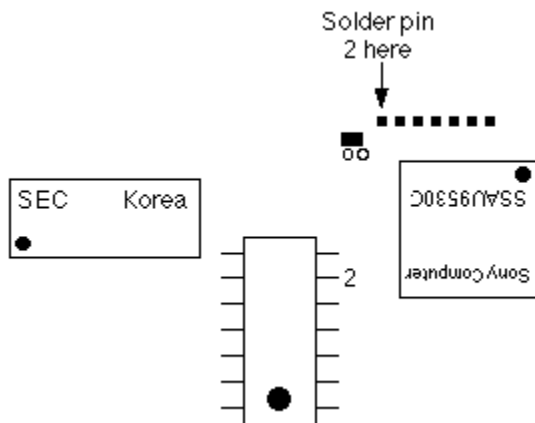 Solder pin
2 here
SEC Korea
SSAU9530C
Sony Computer
2